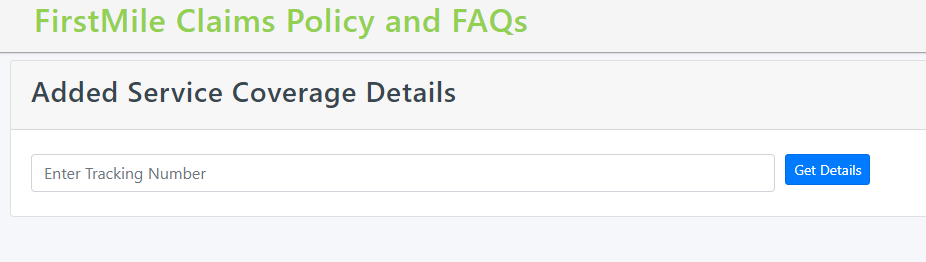 FirstMile Claims Policy and FAQs
Added Service Coverage Details
Enter Tracking Number
Get Details